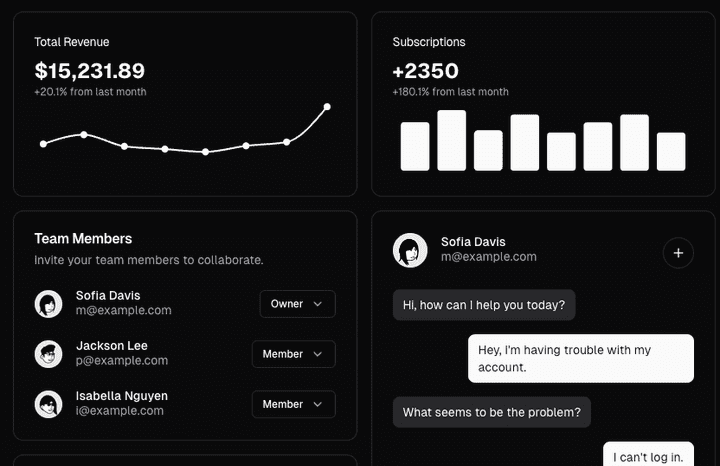 Total Revenue
$15,231.89
+20.1% from last month
Subscriptions
+2350
+180.1% from last month
Team Members
Invite your team members to collaborate.
Sofia Davis
m@example.com
Owner
Jackson Lee
p@example.com
Member
Isabella Nguyen
i@example.com
Member
Sofia Davis
m@example.com
Hi, how can I help you today?
Hey, I'm having trouble with my
account.
What seems to be the problem?
I can't log in.